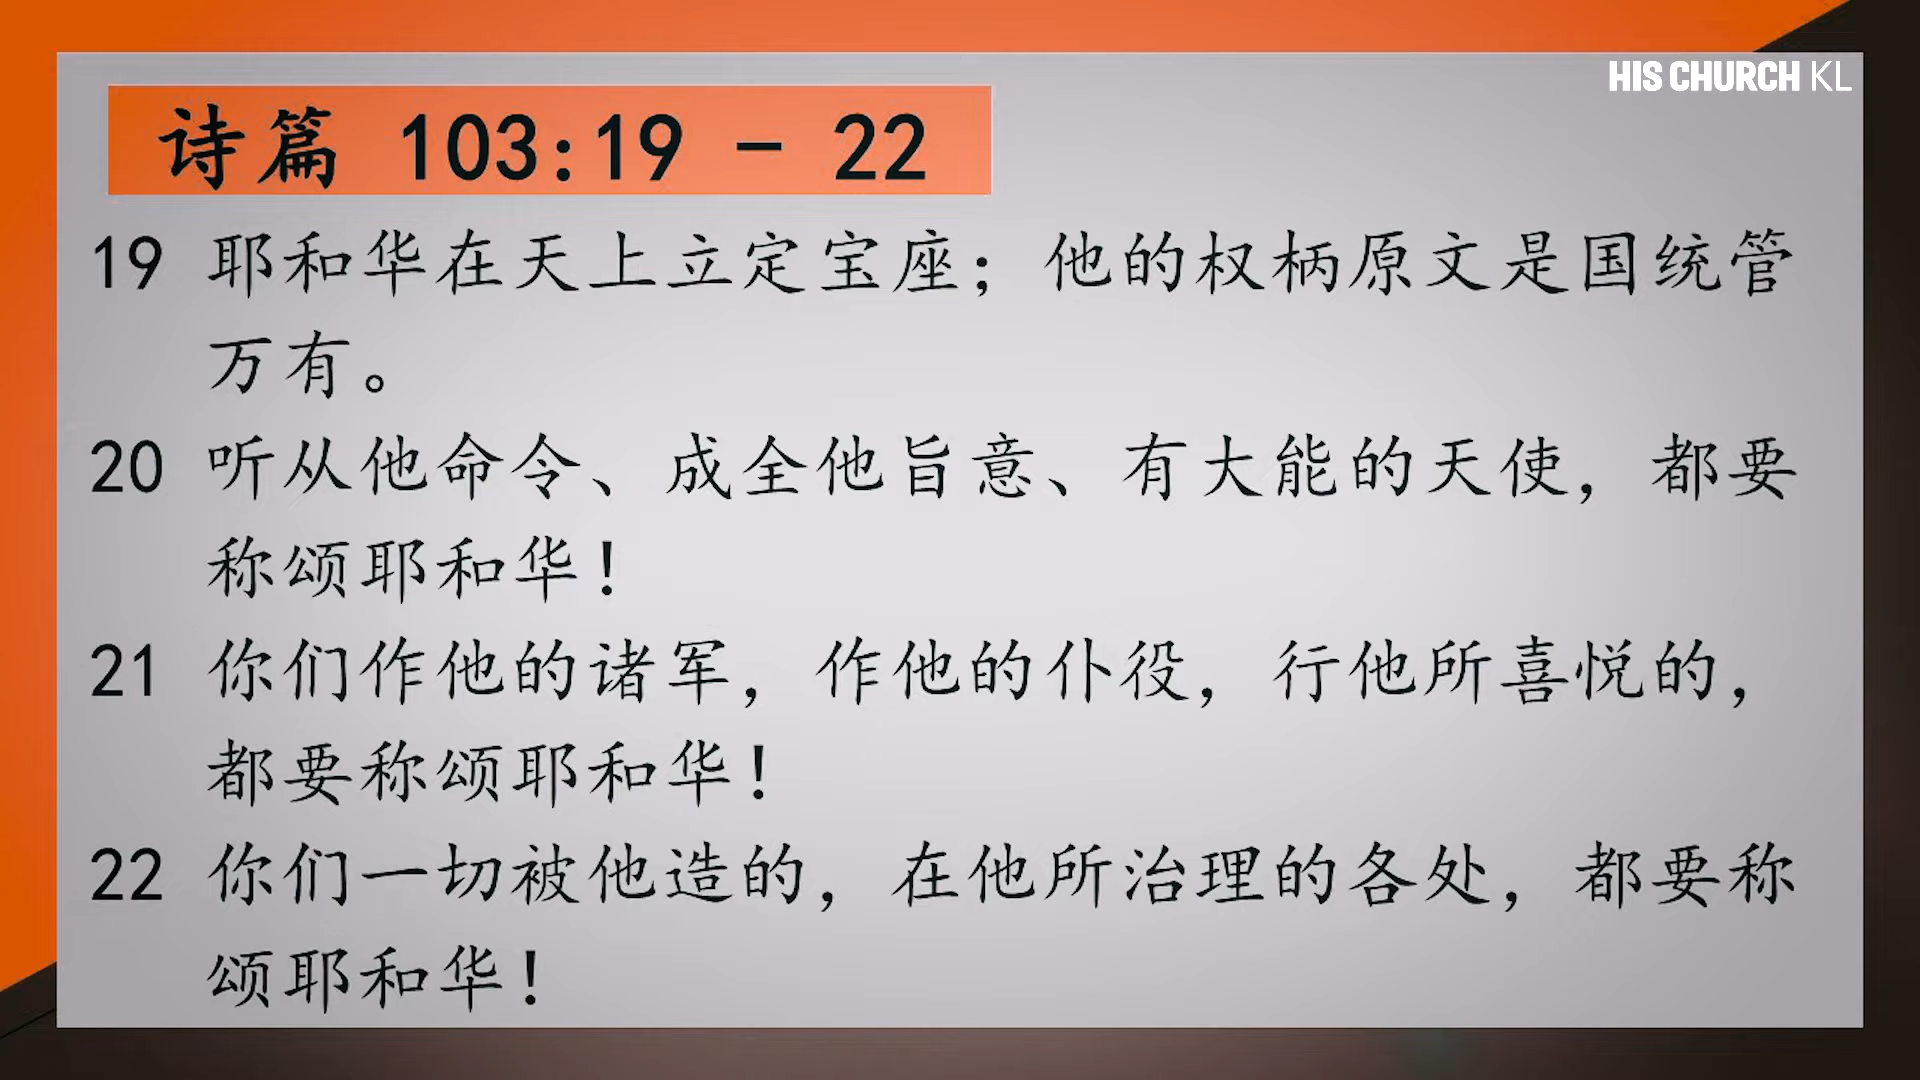 HIS CHURCH KL
诗篇 103:19 - 22
19 耶和华在天上立定宝座；他的权柄原文是国统管
万有。
20 听从他命令、成全他旨意、有大能的天使，都要
称颂耶和华！
21 你们作他的诸军，作他的仆役，行他所喜悦的，
都要称颂耶和华！
22 你们一切被他造的，在他所治理的各处，都要称
颂耶和华！